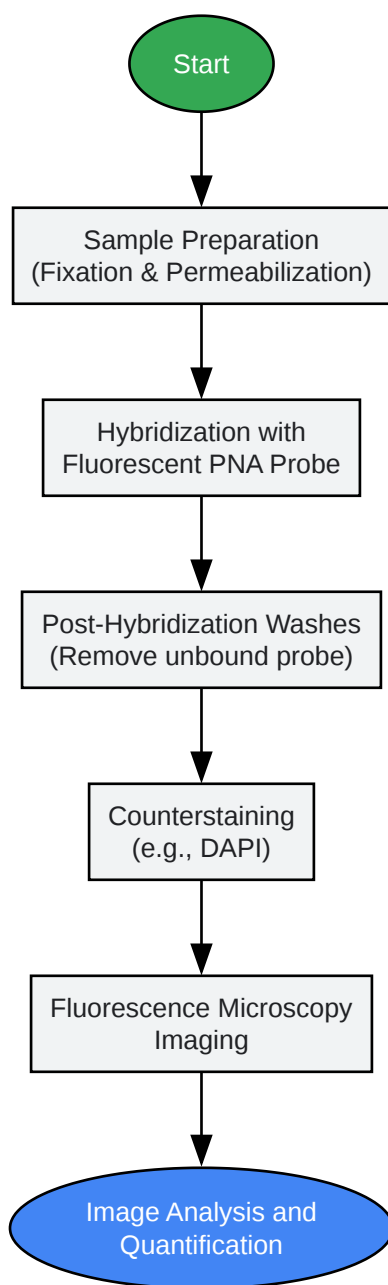 Start
Sample Preparation
(Fixation & Permeabilization)
Hybridization with
Fluorescent PNA Probe
Post-Hybridization Washes
(Remove unbound probe)
Counterstaining
(e.g., DAPI)
Fluorescence Microscopy
Imaging
Image Analysis and
Quantification